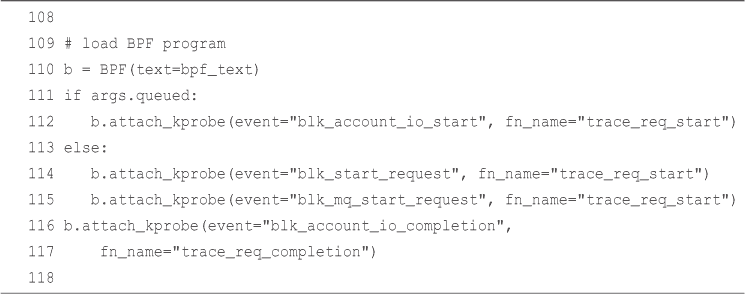 108
109 # load BPF program
110 b = BPF(text=bpf_text)
111 if args.queued:
112    b.attach_kprobe(event="blk_account_io_start", fn_name="trace_req_start")
113 else:
114    b.attach_kprobe(event="blk_start_request", fn_name="trace_req_start")
115    b.attach_kprobe(event="blk_mq_start_request", fn_name="trace_req_start")
116 b.attach_kprobe(event="blk_account_io_completion",
117     fn_name="trace_req_completion")
118